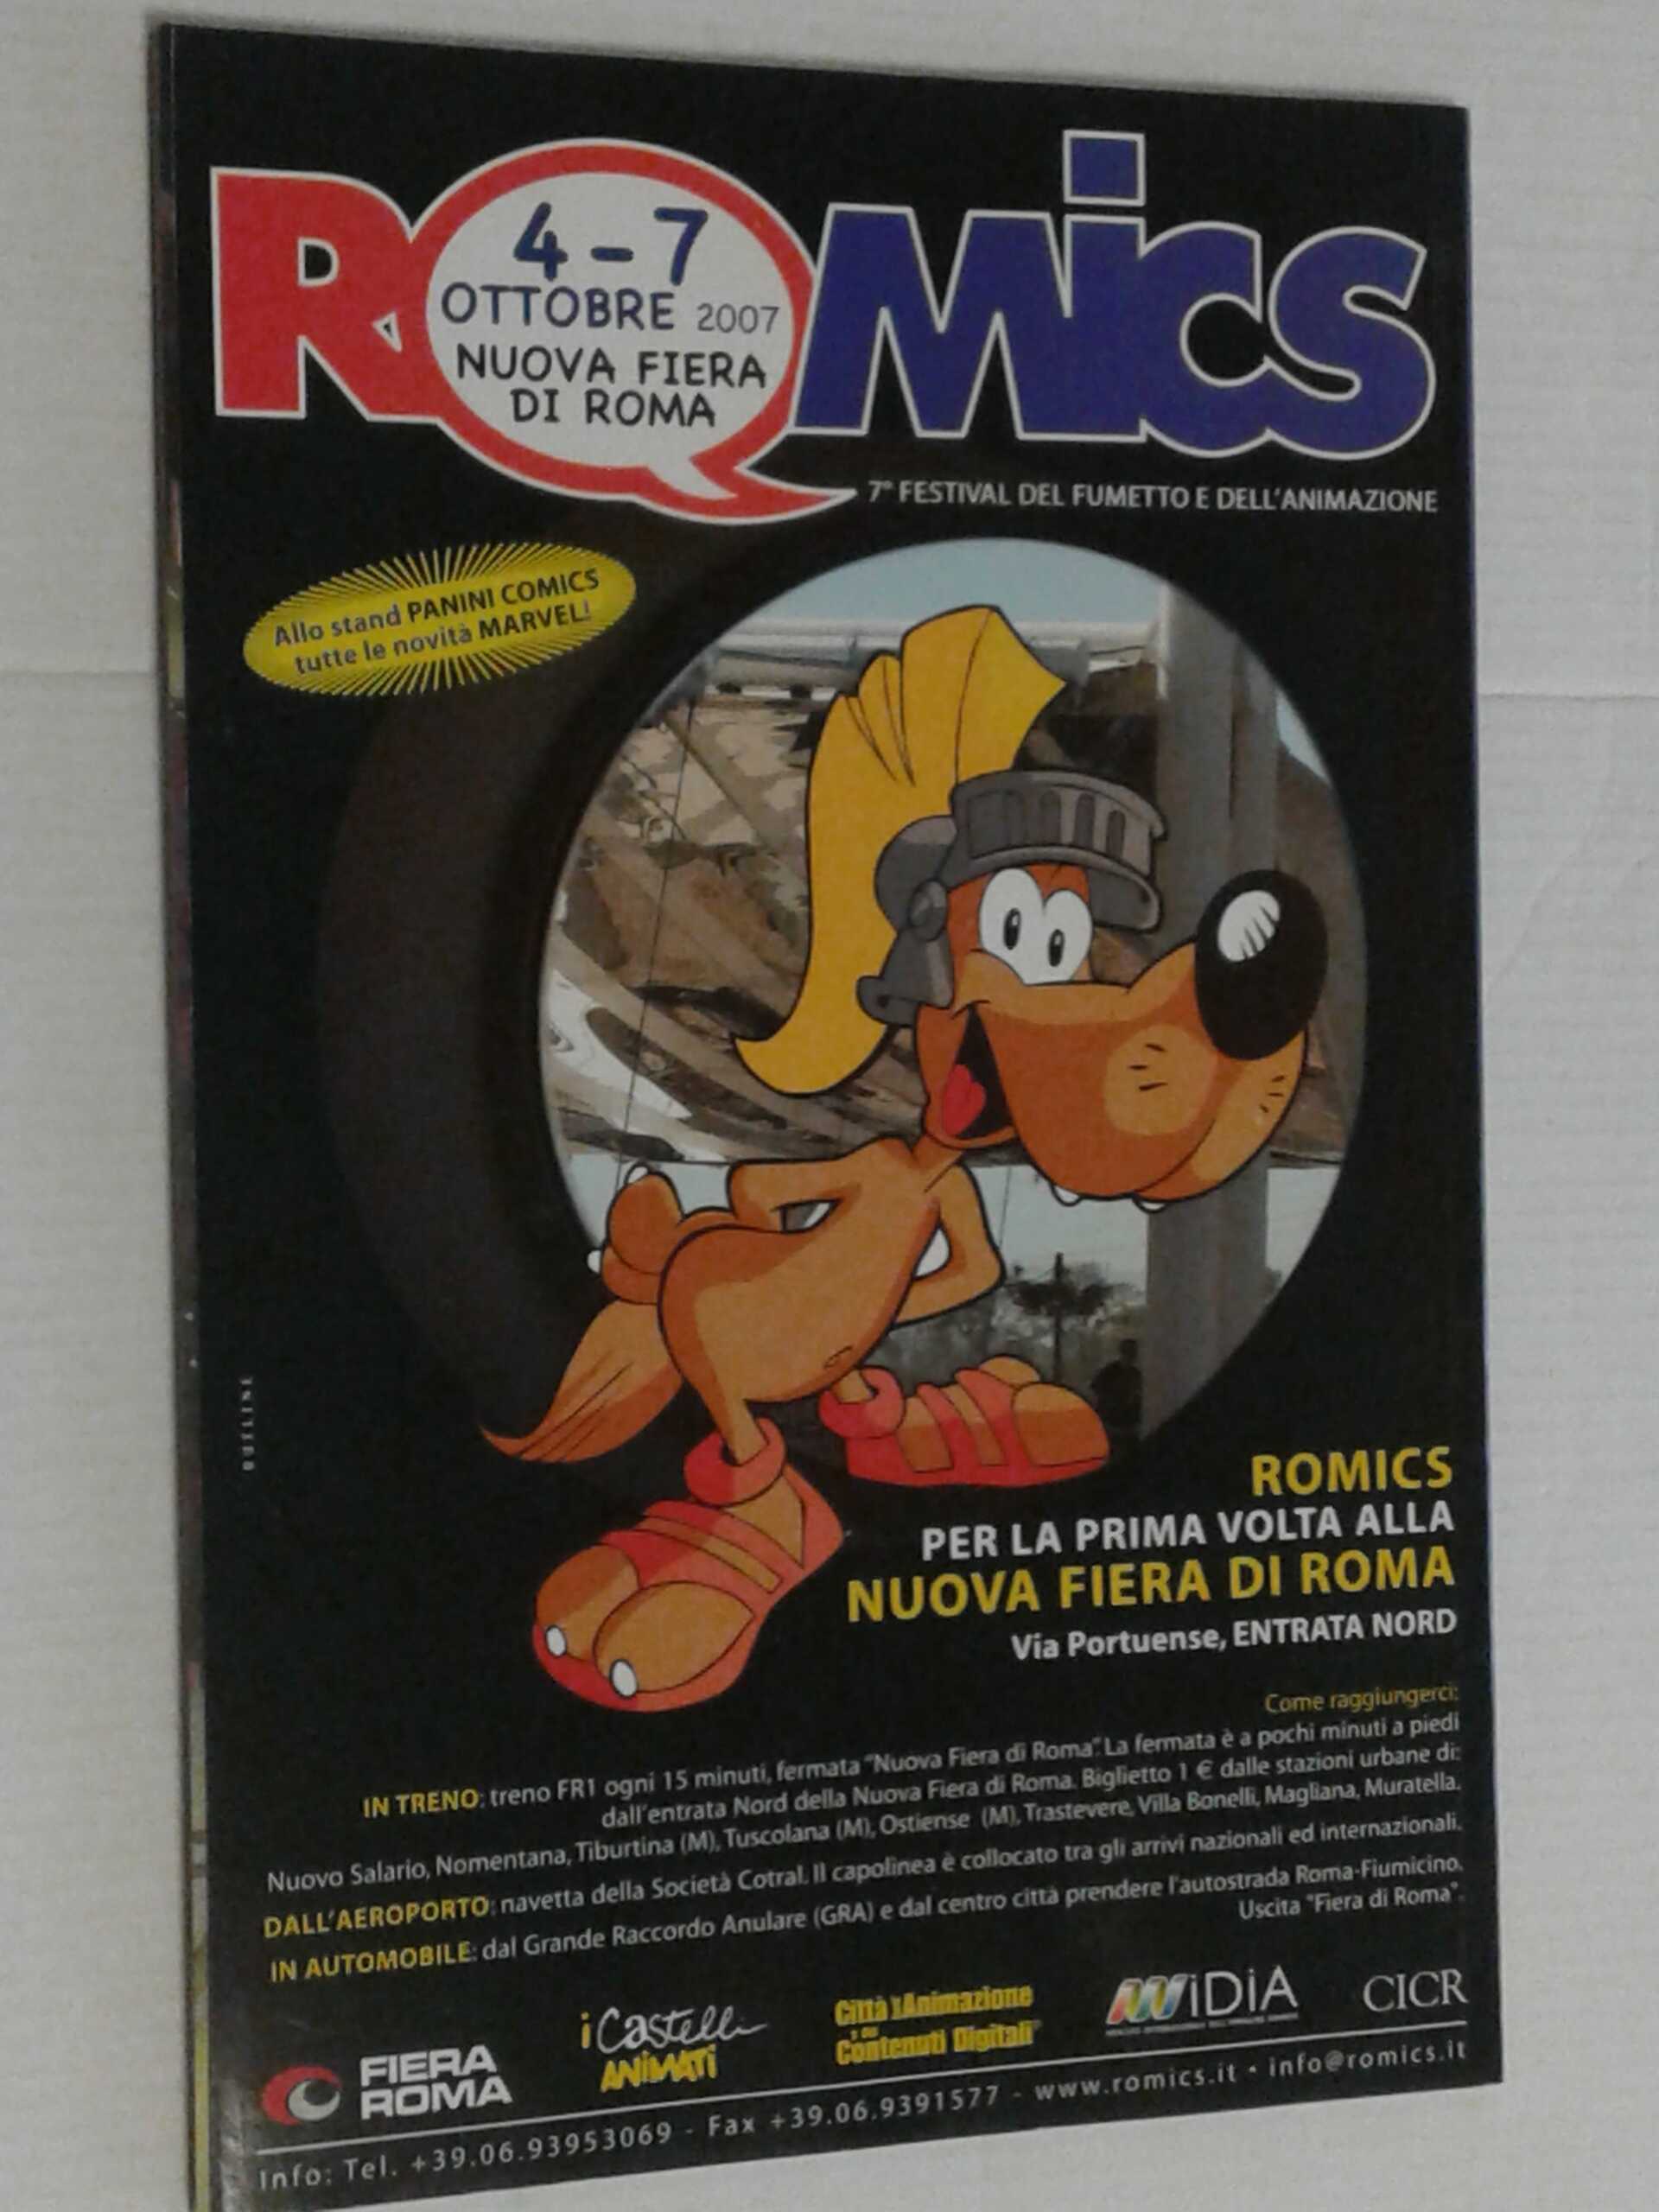 ROMiCS
4 - 7
OTTOBRE 2007
NUOVA FIERA
DI ROMA
7° FESTIVAL DEL FUMETTO E DELL'ANIMAZIONE
Allo stand PANINI COMICS
tutte le novità MARVEL!
OUTLINE
ROMICS
PER LA PRIMA VOLTA ALLA
NUOVA FIERA DI ROMA
Via Portuense, ENTRATA NORD
Come raggiungerci:
IN TRENO: treno FR1 ogni 15 minuti, fermata "Nuova Fiera di Roma". La fermata è a pochi minuti a piedi
dall'entrata Nord della Nuova Fiera di Roma. Biglietto 1 € dalle stazioni urbane di:
Nuovo Salario, Nomentana, Tiburtina (M), Tuscolana (M), Ostiense (M), Trastevere, Villa Bonelli, Magliana, Muratella.
DALL'AEROPORTO: navetta della Società Cotral. Il capolinea è collocato tra gli arrivi nazionali ed internazionali.
IN AUTOMOBILE: dal Grande Raccordo Anulare (GRA) e dal centro città prendere l'autostrada Roma-Fiumicino.
Uscita "Fiera di Roma".
FIERA
ROMA
i Castelli
ANiMATi
Città dell'Animazione
e dei
Contenuti Digitali
MiDiA
CICR
Info: Tel. +39.06.93953069 - Fax +39.06.9391577 - www.romics.it • info@romics.it